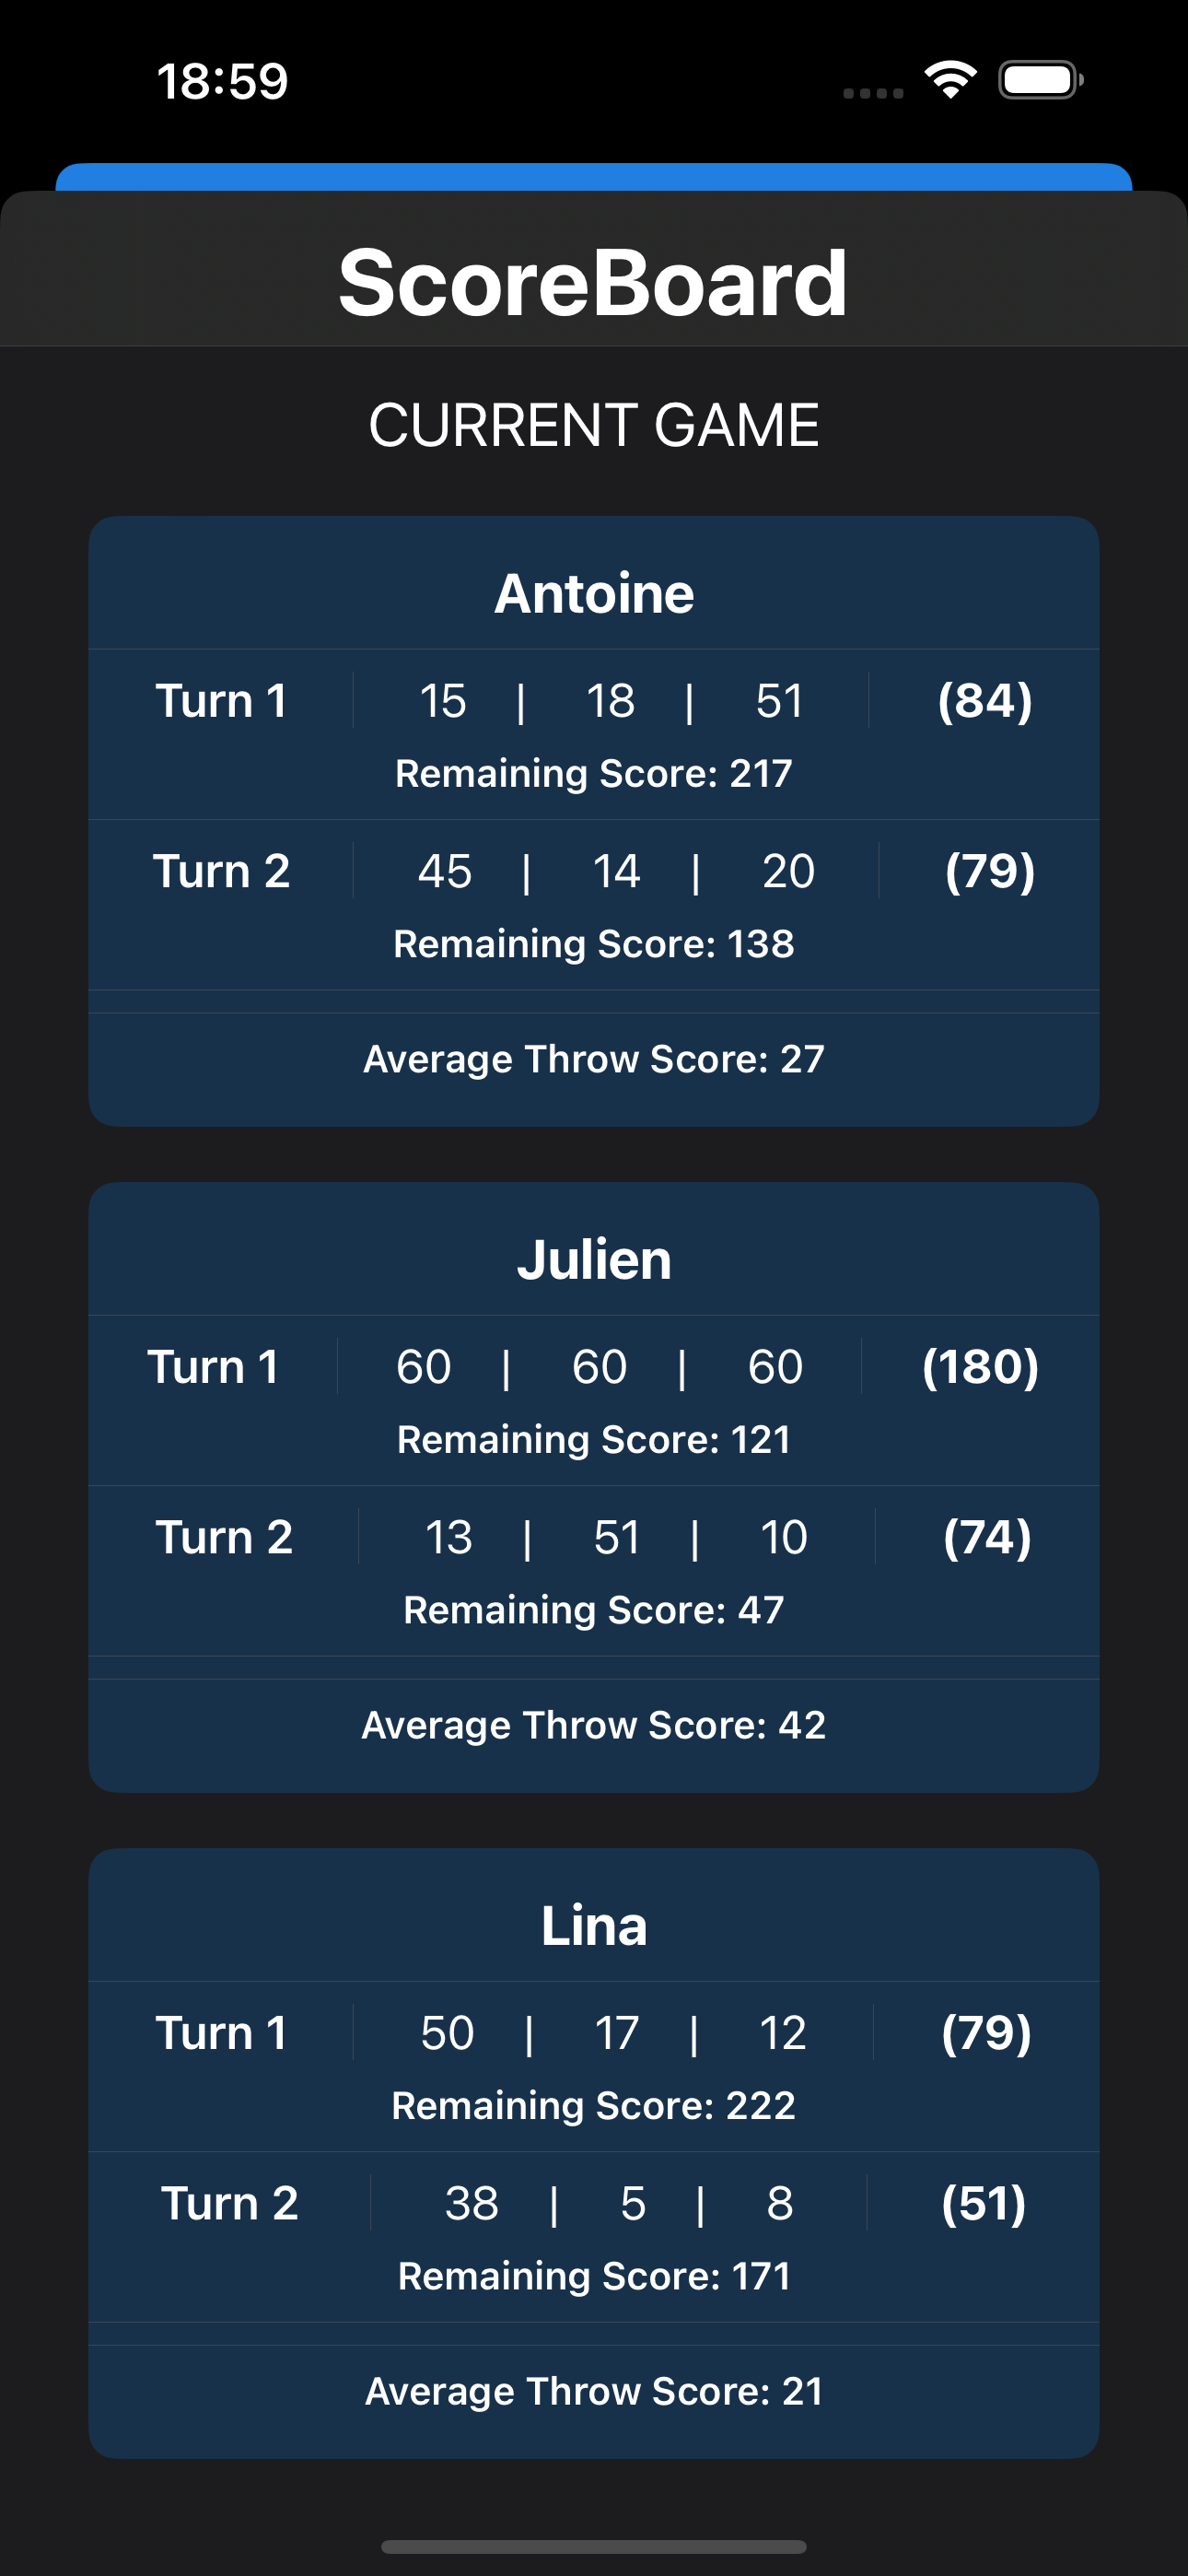 18:59
ScoreBoard
CURRENT GAME
Antoine
Turn 1 15 | 18 | 51 (84)
Remaining Score: 217
Turn 2 45 | 14 | 20 (79)
Remaining Score: 138
Average Throw Score: 27
Julien
Turn 1 60 | 60 | 60 (180)
Remaining Score: 121
Turn 2 13 | 51 | 10 (74)
Remaining Score: 47
Average Throw Score: 42
Lina
Turn 1 50 | 17 | 12 (79)
Remaining Score: 222
Turn 2 38 | 5 | 8 (51)
Remaining Score: 171
Average Throw Score: 21